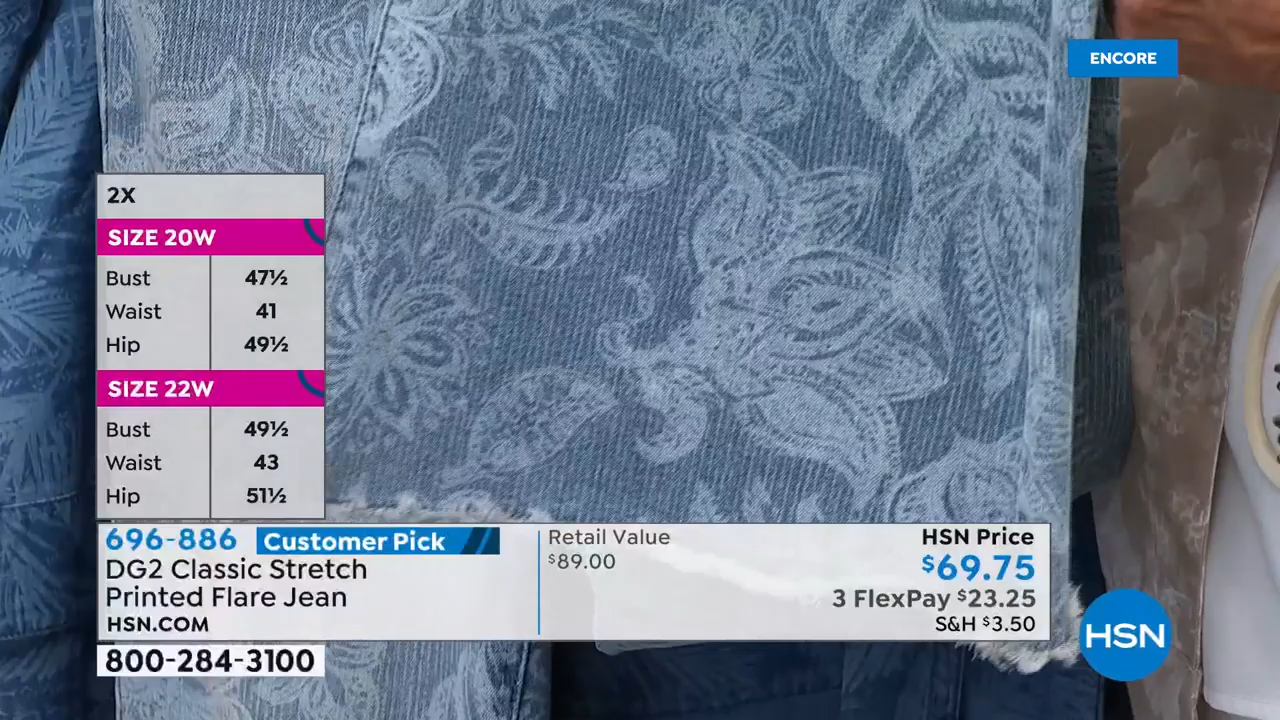 ENCORE
2X
SIZE 20W
Bust 47½
Waist 41
Hip 49½
SIZE 22W
Bust 49½
Waist 43
Hip 51½
696-886 Customer Pick
DG2 Classic Stretch
Printed Flare Jean
HSN.COM
800-284-3100
Retail Value
$89.00
HSN Price
$69.75
3 FlexPay $23.25
S&H $3.50
HSN